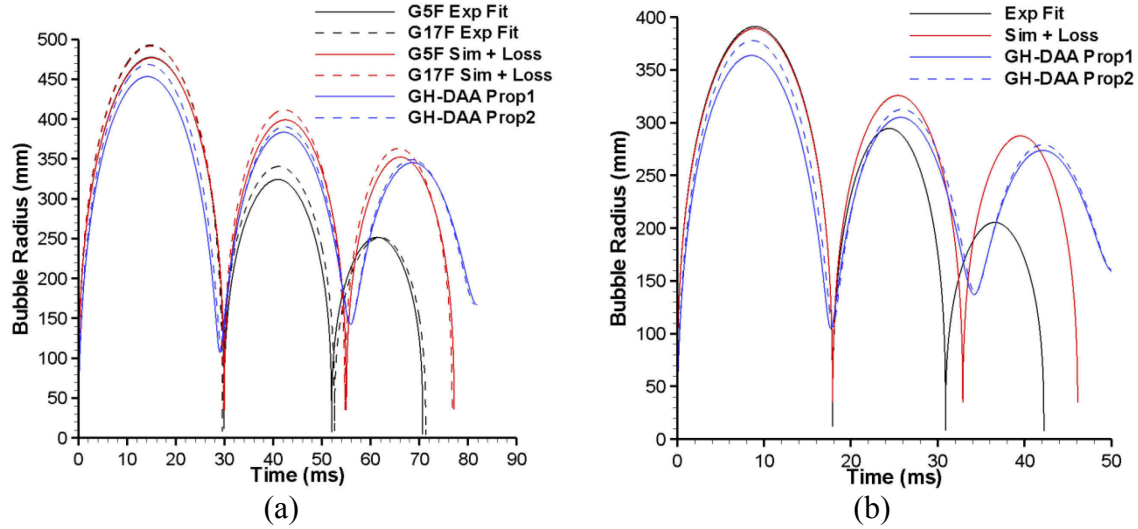 G5F Exp Fit
G17F Exp Fit
G5F Sim + Loss
G17F Sim + Loss
GH-DAA Prop1
GH-DAA Prop2
Bubble Radius (mm)
500
450
400
350
300
250
200
150
100
50
0
0 10 20 30 40 50 60 70 80 90
Time (ms)
(a)
Exp Fit
Sim + Loss
GH-DAA Prop1
GH-DAA Prop2
Bubble Radius (mm)
400
350
300
250
200
150
100
50
0
0 10 20 30 40 50
Time (ms)
(b)